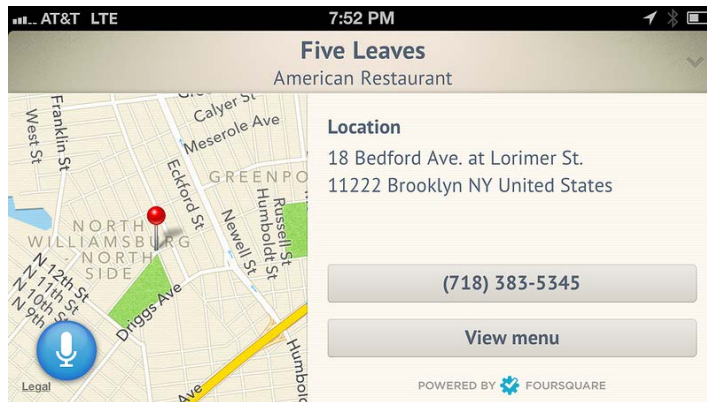 AT&T LTE
7:52 PM
Five Leaves
American Restaurant
Franklin St
West St
Calyer St
Meserole Ave
Eckford St
GREENPO
Newell St
Humboldt St
Russell St
NORTH
WILLIAMSBURG
- NORTH
SIDE
N 12th St
N 11th St
N 10th St
N 9th
Driggs Ave
Humbol
Ave
Legal
Location
18 Bedford Ave. at Lorimer St.
11222 Brooklyn NY United States
(718) 383-5345
View menu
POWERED BY FOURSQUARE